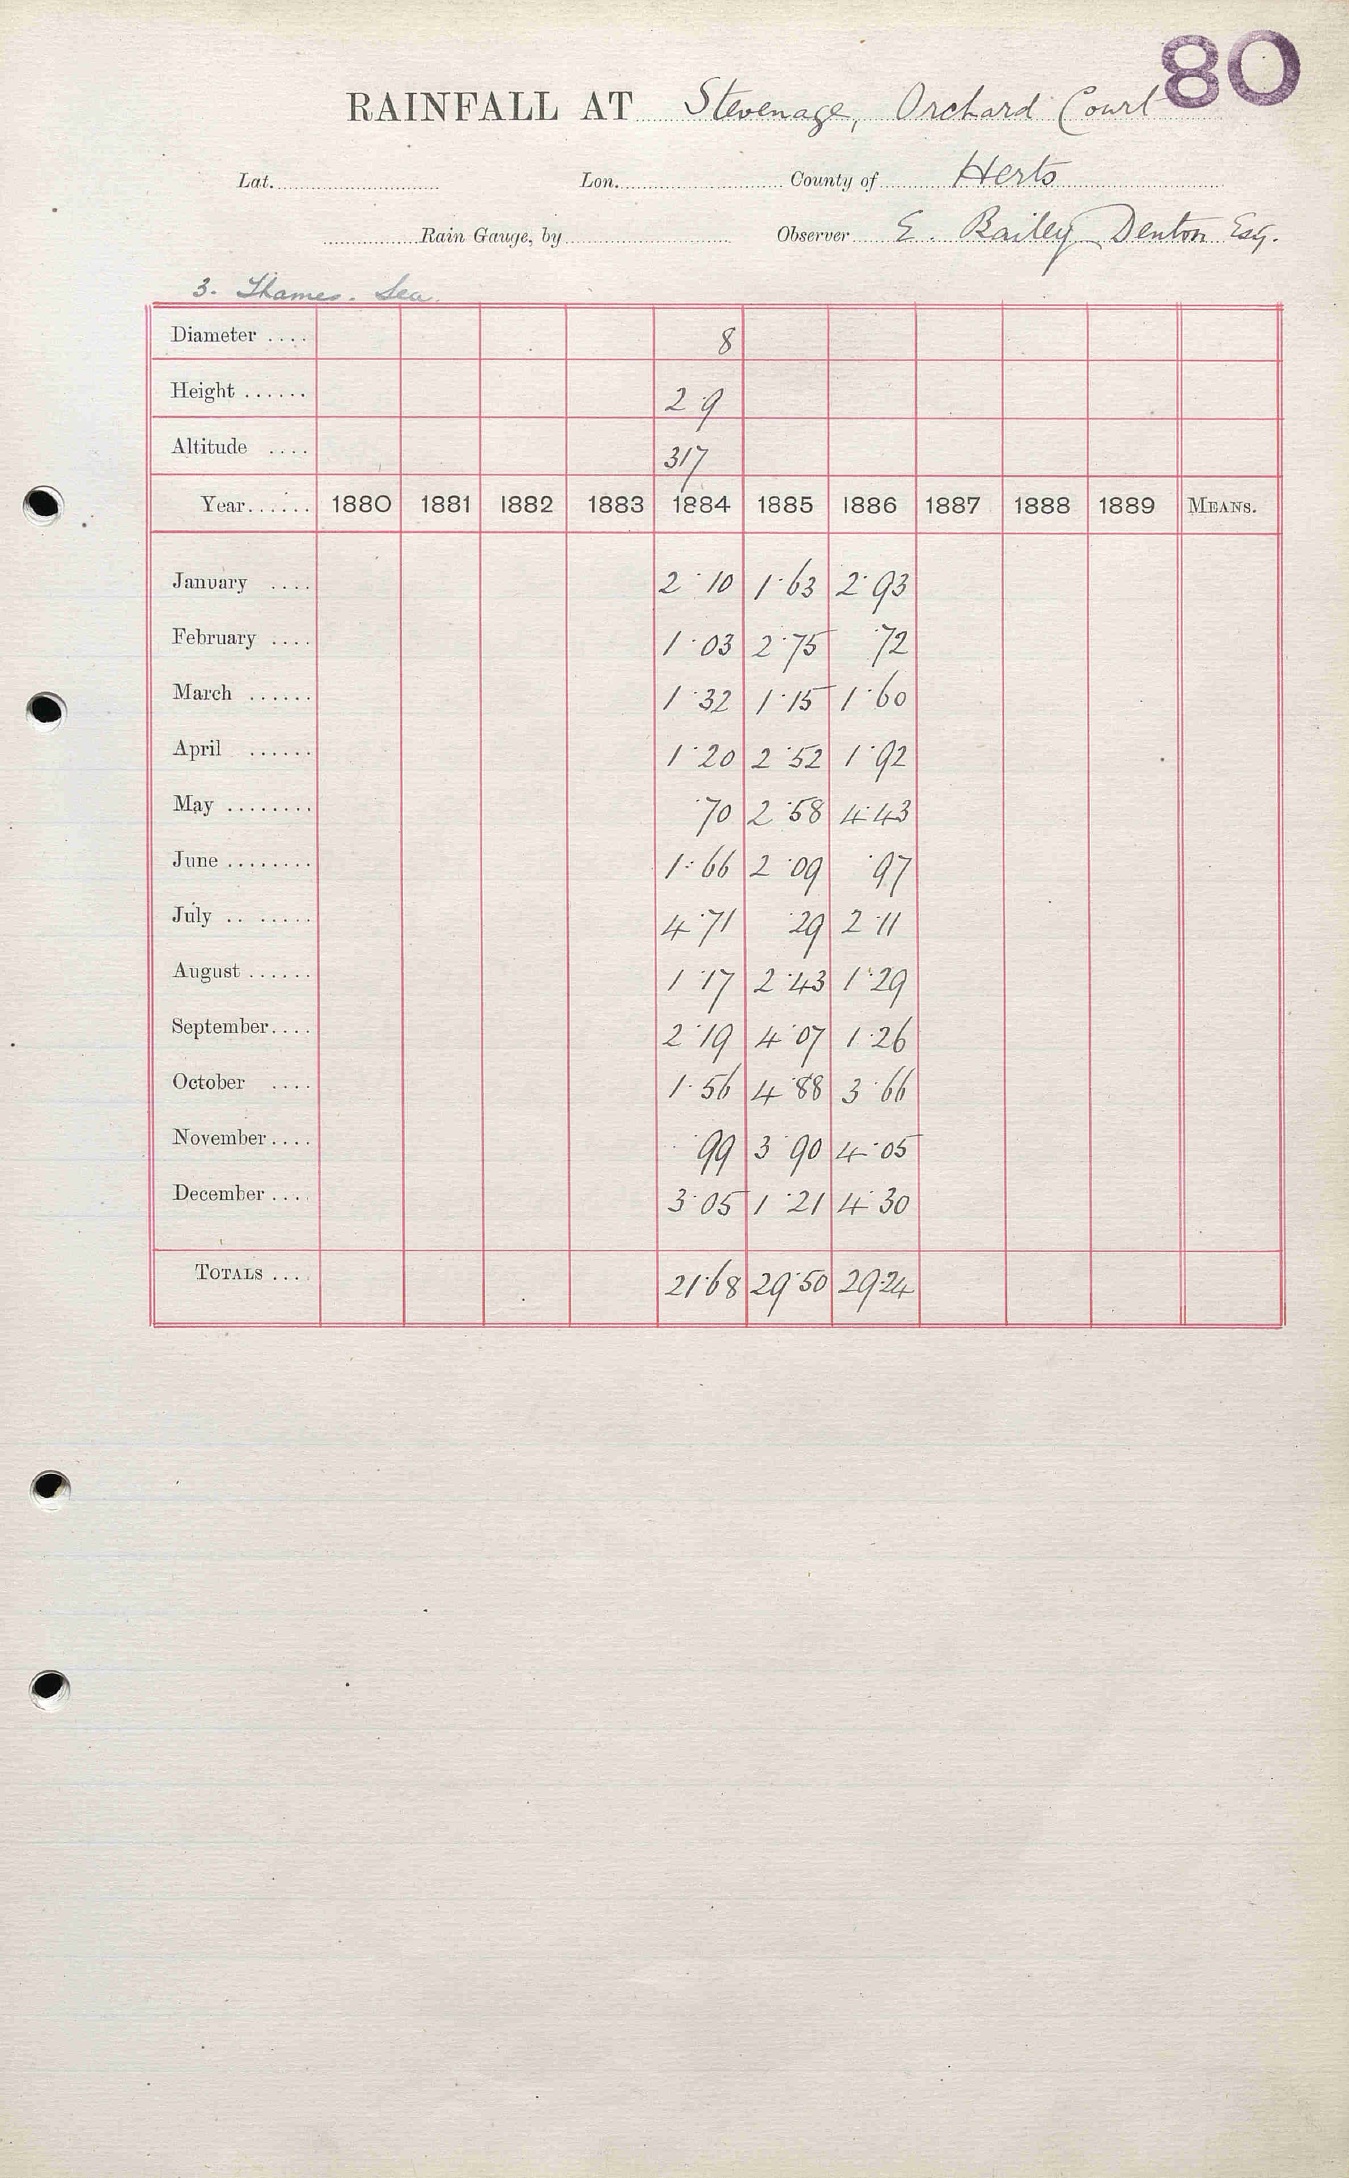 80
RAINFALL AT Stevenage, Orchard Court
Lat. Lon. County of Herts
Rain Gauge, by Observer E. Bailey Denton Esq.
3. Thames. Lea.
Diameter .... 8
Height ...... 2 9
Altitude .... 317
Year...... 1880 1881 1882 1883 1884 1885 1886 1887 1888 1889 MEANS.
January .... 2·10 1·63 2·93
February .... 1·03 2·75 ·72
March ...... 1·32 1·15 1·60
April ...... 1·20 2·52 1·92
May ........ ·70 2·58 4·43
June ........ 1·66 2·09 ·97
July .. ...... 4·71 ·29 2·11
August ...... 1·17 2·43 1·29
September.... 2·19 4·07 1·26
October .... 1·56 4·88 3·66
November .... ·99 3·90 4·05
December .... 3·05 1·21 4·30
TOTALS .... 21·68 29·50 29·24